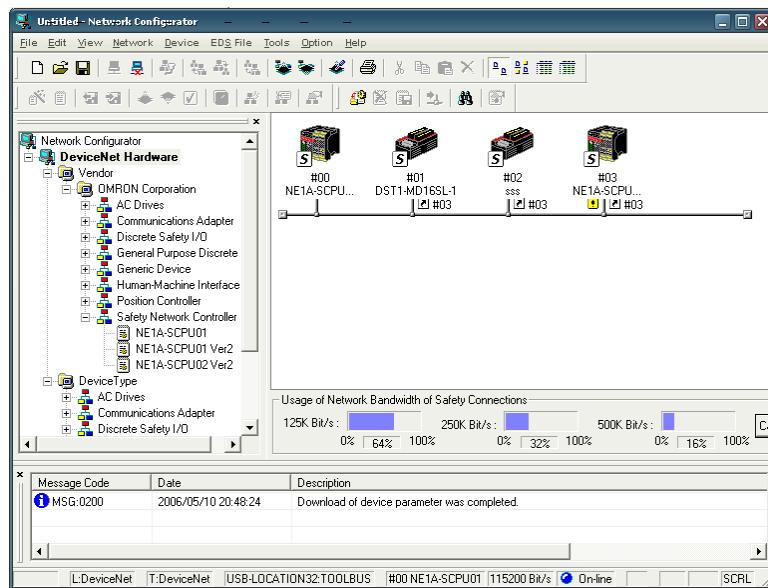 Untitled - Network Configurator
File Edit View Network Device EDS File Tools Option Help
Network Configurator
DeviceNet Hardware
Vendor
OMRON Corporation
AC Drives
Communications Adapter
Discrete Safety I/O
General Purpose Discrete
Generic Device
Human-Machine Interface
Position Controller
Safety Network Controller
NE1A-SCPU01
NE1A-SCPU01 Ver2
NE1A-SCPU02 Ver2
DeviceType
AC Drives
Communications Adapter
Discrete Safety I/O
S S S S
#00 #01 #02 #03
NE1A-SCPU... DST1-MD16SL-1 sss NE1A-SCPU...
#03 #03 #03
Usage of Network Bandwidth of Safety Connections
125K Bit/s : 250K Bit/s : 500K Bit/s :
0% 64% 100% 0% 32% 100% 0% 16% 100%
Message Code Date Description
MSG:0200 2006/05/10 20:48:24 Download of device parameter was completed.
L:DeviceNet T:DeviceNet USB-LOCATION32:TOOLBUS #00 NE1A-SCPU01 115200 Bit/s On-line SCRL